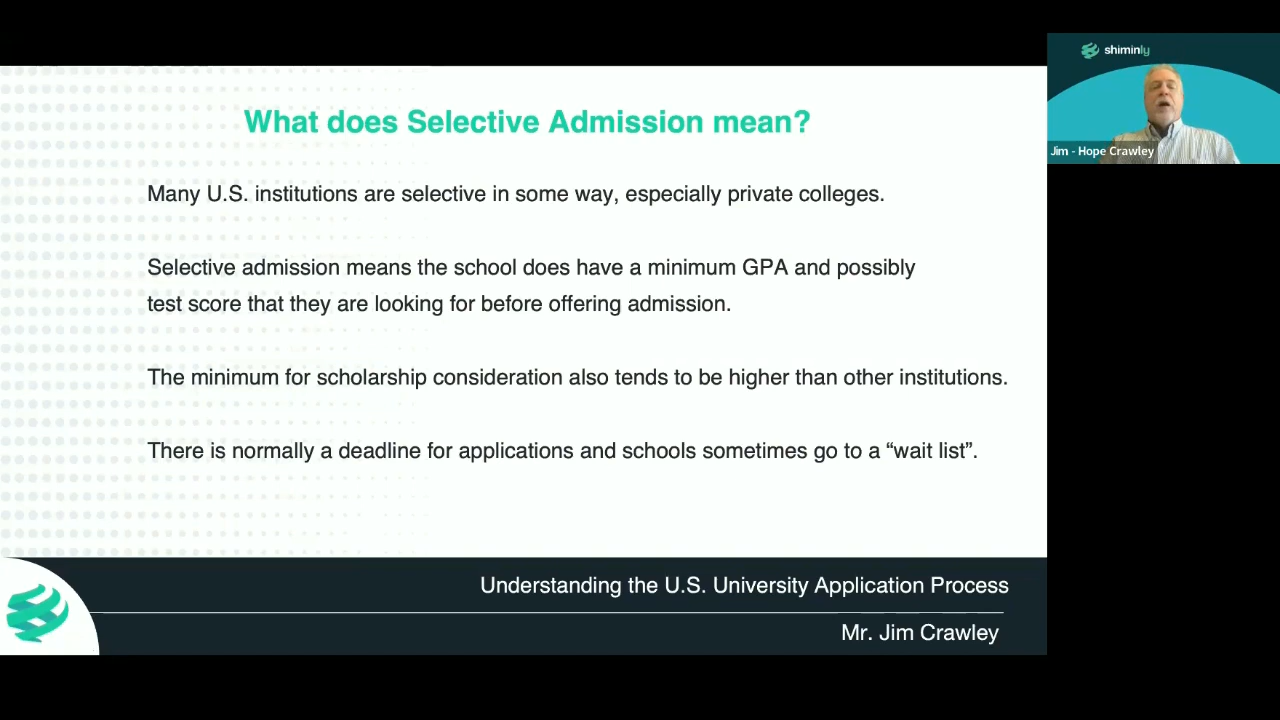 What does Selective Admission mean?
Many U.S. institutions are selective in some way, especially private colleges.
Selective admission means the school does have a minimum GPA and possibly
test score that they are looking for before offering admission.
The minimum for scholarship consideration also tends to be higher than other institutions.
There is normally a deadline for applications and schools sometimes go to a “wait list”.
Understanding the U.S. University Application Process
Mr. Jim Crawley
shiminly
Jim - Hope Crawley